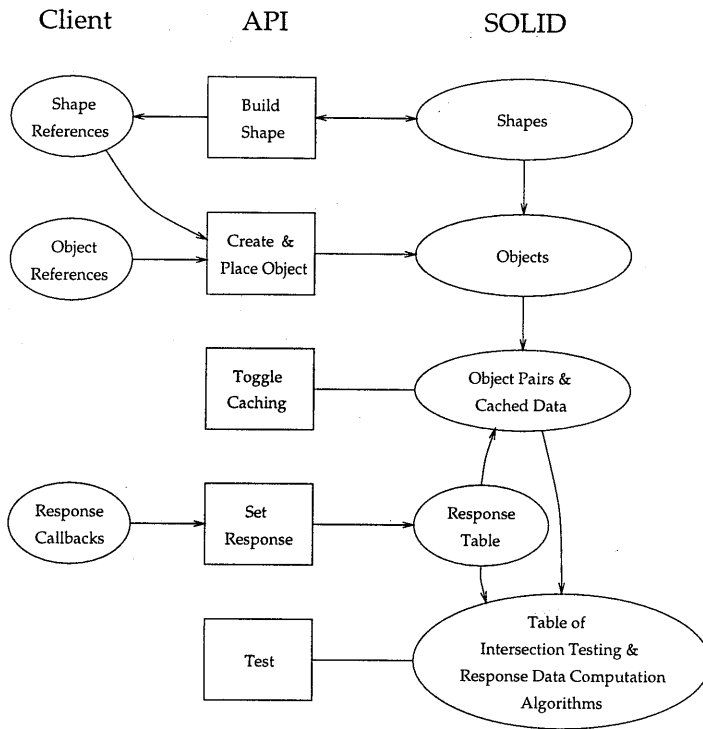 Client
API
SOLID
Shape
References
Build
Shape
Shapes
Object
References
Create &
Place Object
Objects
Toggle
Caching
Object Pairs &
Cached Data
Response
Callbacks
Set
Response
Response
Table
Test
Table of
Intersection Testing &
Response Data Computation
Algorithms